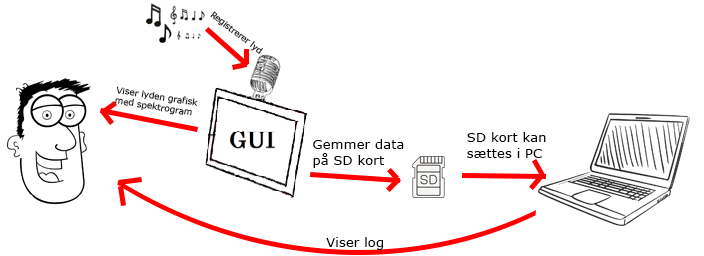 Registrerer lyd
Viser lyden grafisk
med spektrogram
GUI
Gemmer data
på SD kort
SD
SD kort kan
sættes i PC
Viser log